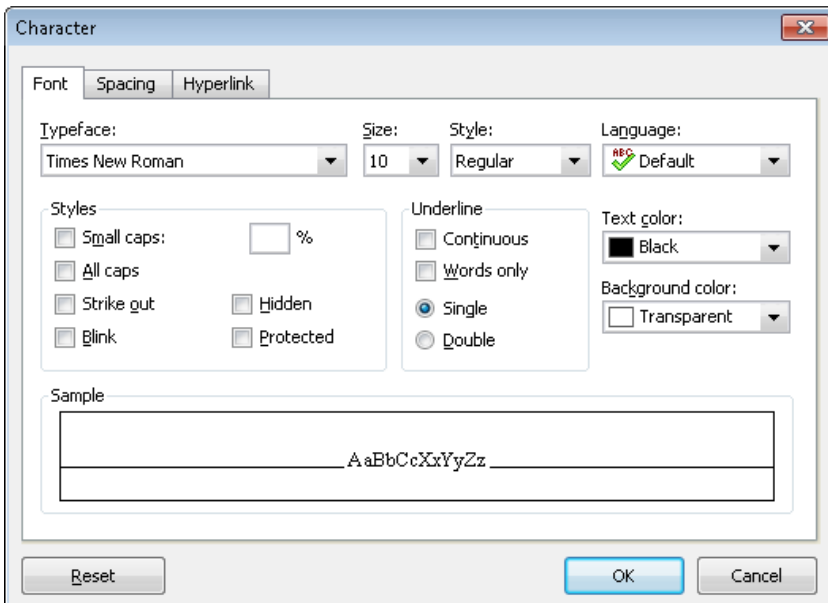 Character
Font Spacing Hyperlink
Typeface: Size: Style: Language:
Times New Roman 10 Regular ABC Default
Styles Underline Text color:
Small caps: % Continuous Black
All caps Words only
Strike out Hidden Single Background color:
Blink Protected Double Transparent
Sample
AaBbCcXxYyZz
Reset OK Cancel